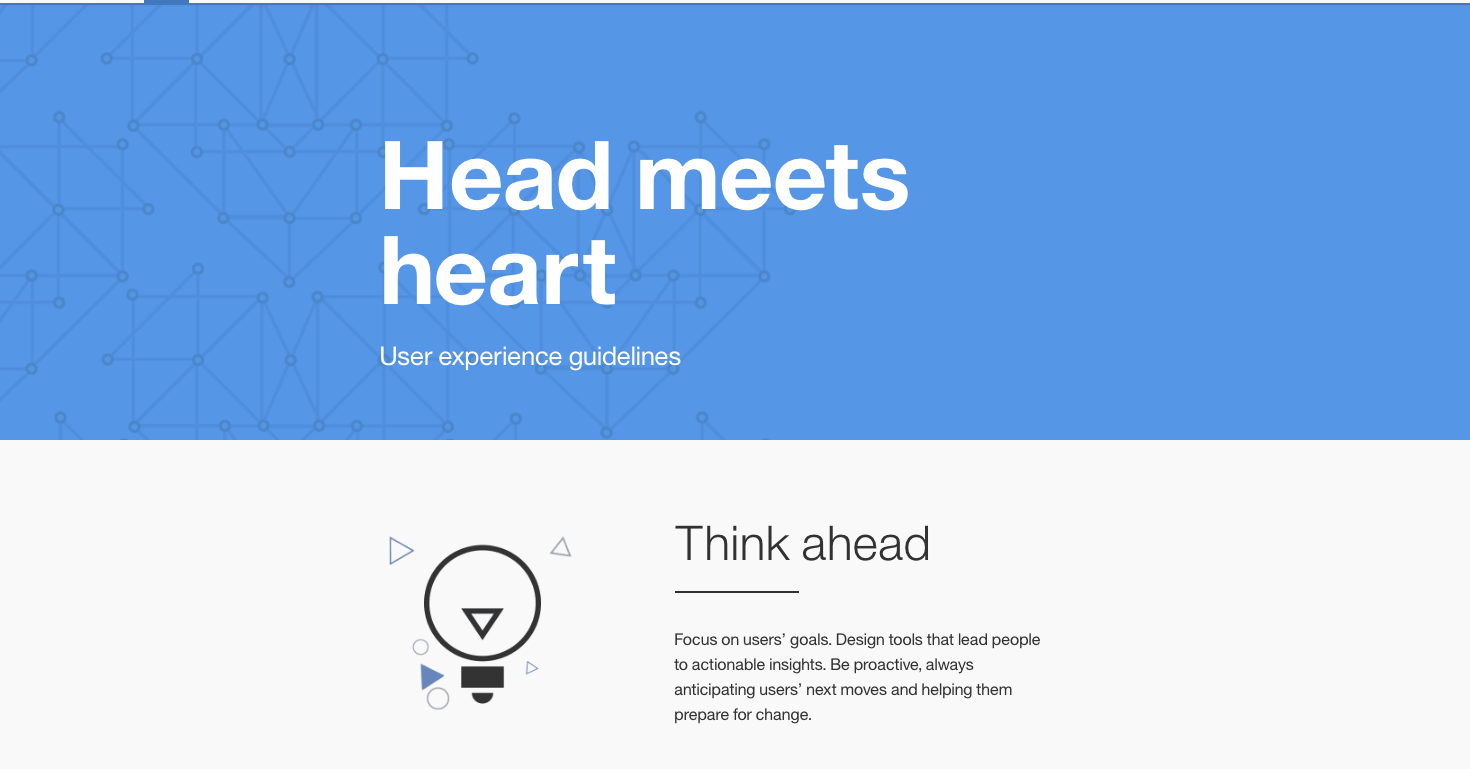 Head meets
heart
User experience guidelines
Think ahead
Focus on users’ goals. Design tools that lead people
to actionable insights. Be proactive, always
anticipating users’ next moves and helping them
prepare for change.